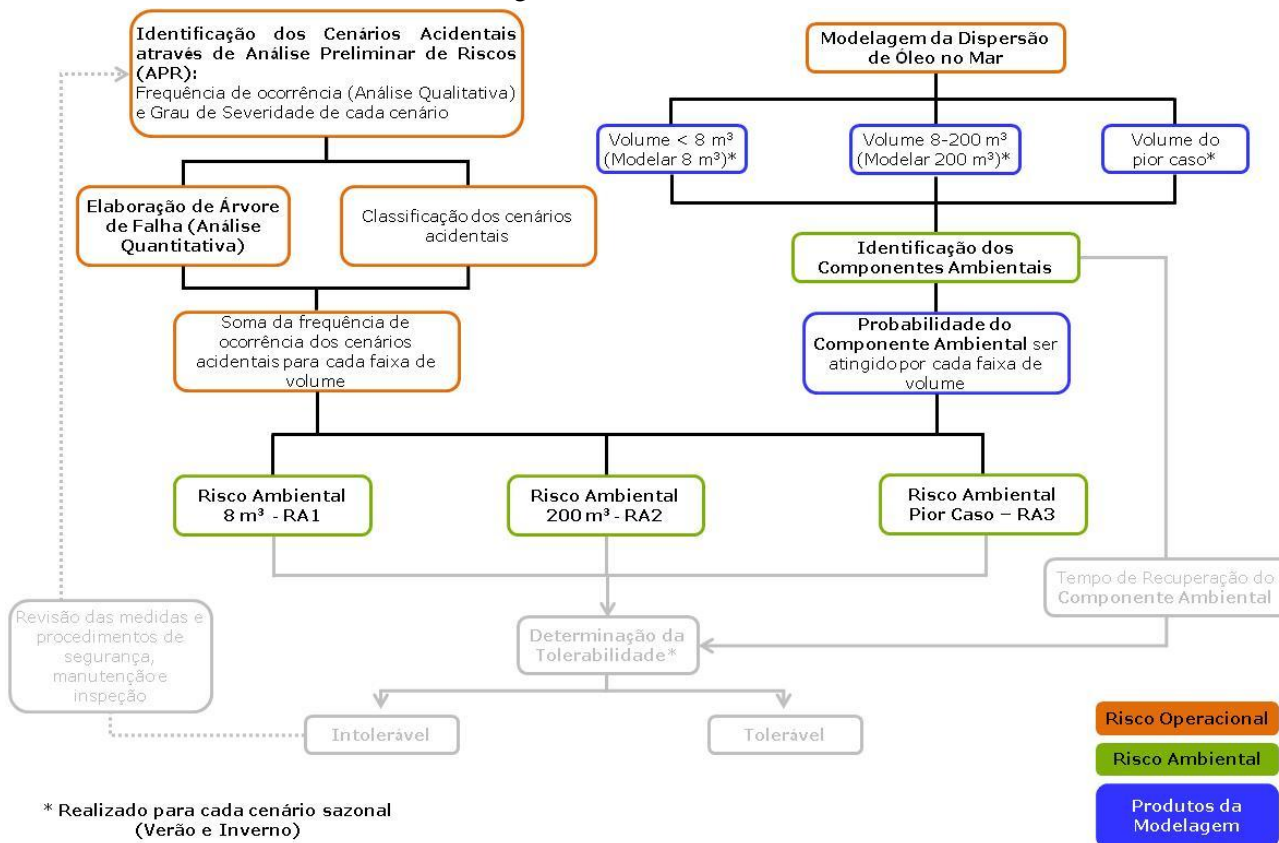 Identificação dos Cenários Acidentais
através de Análise Preliminar de Riscos
(APR):
Frequência de ocorrência (Análise Qualitativa)
e Grau de Severidade de cada cenário
Modelagem da Dispersão
de Óleo no Mar
Volume < 8 m³
(Modelar 8 m³)*
Volume 8-200 m³
(Modelar 200 m³)*
Volume do
pior caso*
Elaboração de Árvore
de Falha (Análise
Quantitativa)
Classificação dos cenários
acidentais
Identificação dos
Componentes Ambientais
Soma da frequência de
ocorrência dos cenários
acidentais para cada faixa de
volume
Probabilidade do
Componente Ambiental ser
atingido por cada faixa de
volume
Risco Ambiental
8 m³ - RA1
Risco Ambiental
200 m³ - RA2
Risco Ambiental
Pior Caso – RA3
Tempo de Recuperação do
Componente Ambiental
Revisão das medidas e
procedimentos de
segurança,
manutenção e
inspeção
Determinação da
Tolerabilidade*
Intolerável
Tolerável
Risco Operacional
Risco Ambiental
Produtos da
Modelagem
* Realizado para cada cenário sazonal
(Verão e Inverno)